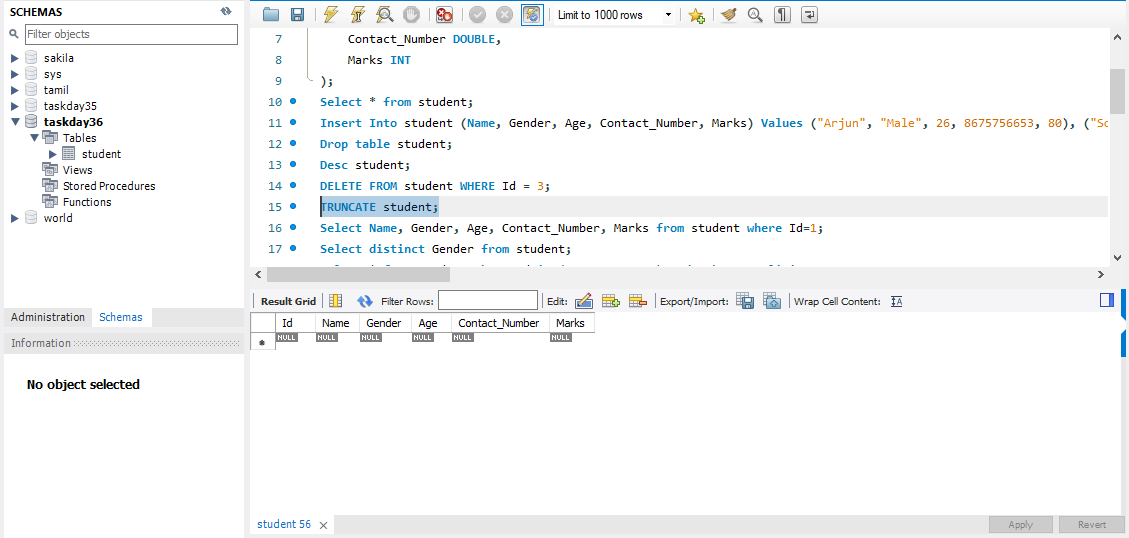 SCHEMAS
Filter objects
sakila
sys
tamil
taskday35
taskday36
Tables
student
Views
Stored Procedures
Functions
world
Administration Schemas
Information
No object selected
Limit to 1000 rows
7 Contact_Number DOUBLE,
8 Marks INT
9 );
10 Select * from student;
11 Insert Into student (Name, Gender, Age, Contact_Number, Marks) Values ("Arjun", "Male", 26, 8675756653, 80), ("So
12 Drop table student;
13 Desc student;
14 DELETE FROM student WHERE Id = 3;
15 TRUNCATE student;
16 Select Name, Gender, Age, Contact_Number, Marks from student where Id=1;
17 Select distinct Gender from student;
Result Grid Filter Rows: Edit: Export/Import: Wrap Cell Content:
Id Name Gender Age Contact_Number Marks
NULL NULL NULL NULL NULL NULL
student 56
Apply Revert